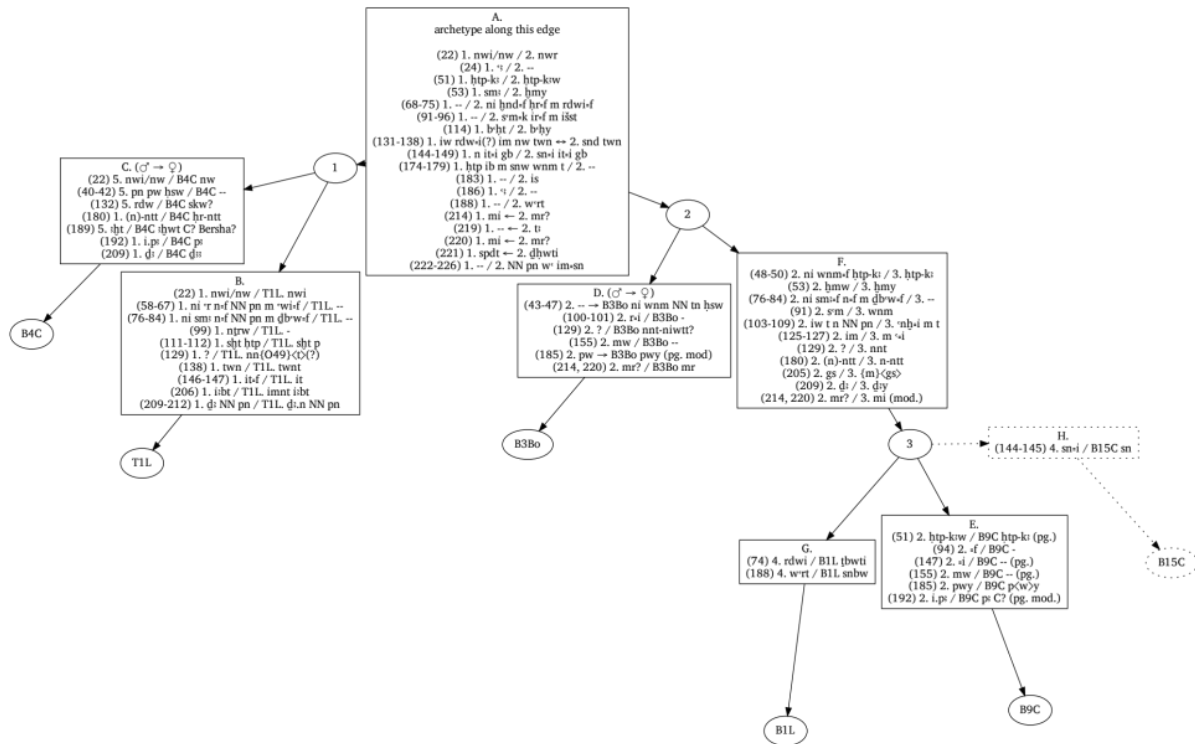 A.
archetype along this edge
(22) 1. nwi/nw / 2. nwr
(24) 1. ꜥꜣ / 2. --
(51) 1. ḥtp-kꜣ / 2. ḥtp-kꜣw
(53) 1. smꜣ / 2. ẖmy
(68-75) 1. -- / 2. ni ẖnd⸗f ḥr⸗f m rdwi⸗f
(91-96) 1. -- / 2. sꜥm⸗k ir⸗f m išst
(114) 1. bꜥḥt / 2. bꜥḥy
(131-138) 1. iw rdw⸗i(?) im nw twn ↔ 2. snd twn
(144-149) 1. n it⸗i gb / 2. sn⸗i it⸗i gb
(174-179) 1. ḥtp ib m snw wnm t / 2. --
(183) 1. -- / 2. is
(186) 1. / 2. --
(188) 1. -- / 2. wꜥrt
(214) 1. mi ← 2. mr?
(219) 1. -- ← 2. tꜣ
(220) 1. mi ← 2. mr?
(221) 1. spdt ← 2. ḏḥwti
(222-226) 1. -- / 2. NN pn wꜥ im⸗sn
1
2
C. (♂ → ♀)
(22) 5. nwi/nw / B4C nw
(40-42) 5. pn pw ḥsw / B4C --
(132) 5. rdw / B4C skw?
(180) 1. (n)-ntt / B4C ḥr-ntt
(189) 5. ꜣḫt / B4C ꜣḫwt C? Bersha?
(192) 1. i.pꜣ / B4C pꜣ
(209) 1. ḏꜣ / B4C ḏꜣꜣ
B.
(22) 1. nwi/nw / T1L. nwi
(58-67) 1. ni ꜥr n⸗f NN pn m ꜥwi⸗f / T1L. --
(76-84) 1. ni smꜣ n⸗f NN pn m ḏbꜥw⸗f / T1L. --
(99) 1. nṯrw / T1L. -
(111-112) 1. sḫt ḥtp / T1L. sḫt p
(129) 1. ? / T1L. nn{O49}⟨t⟩(?)
(138) 1. twn / T1L. twnt
(146-147) 1. it⸗f / T1L. it
(206) 1. iꜣbt / T1L. imnt iꜣbt
(209-212) 1. ḏꜣ NN pn / T1L. ḏꜣ.n NN pn
B4C
T1L
D. (♂ → ♀)
(43-47) 2. -- → B3Bo ni wnm NN tn ḥsw
(100-101) 2. r⸗i / B3Bo -
(129) 2. ? / B3Bo nnt-niwtt?
(155) 2. mw / B3Bo --
(185) 2. pw → B3Bo pwy (pg. mod)
(214, 220) 2. mr? / B3Bo mr
B3Bo
F.
(48-50) 2. ni wnm⸗f ḥtp-kꜣ / 3. ḥtp-kꜣ
(53) 2. ẖmw / 3. ẖmy
(76-84) 2. ni smꜣ⸗f n⸗f m ḏbꜥw⸗f / 3. --
(91) 2. sꜥm / 3. wnm
(103-109) 2. iw t n NN pn / 3. ꜥnḫ⸗i m t
(125-127) 2. im / 3. m ꜥ⸗i
(129) 2. ? / 3. nnt
(180) 2. (n)-ntt / 3. n-ntt
(205) 2. gs / 3. {m}⟨gs⟩
(209) 2. ḏꜣ / 3. ḏꜣy
(214, 220) 2. mr? / 3. mi (mod.)
3
H.
(144-145) 4. sn⸗i / B15C sn
B15C
G.
(74) 4. rdwi / B1L ṯbwti
(188) 4. wꜥrt / B1L snbw
E.
(51) 2. ḥtp-kꜣw / B9C ḥtp-kꜣ (pg.)
(94) 2. ⸗f / B9C -
(147) 2. ⸗i / B9C -- (pg.)
(155) 2. mw / B9C -- (pg.)
(185) 2. pwy / B9C p⟨w⟩y
(192) 2. i.pꜣ / B9C pꜣ C? (pg. mod.)
B1L
B9C